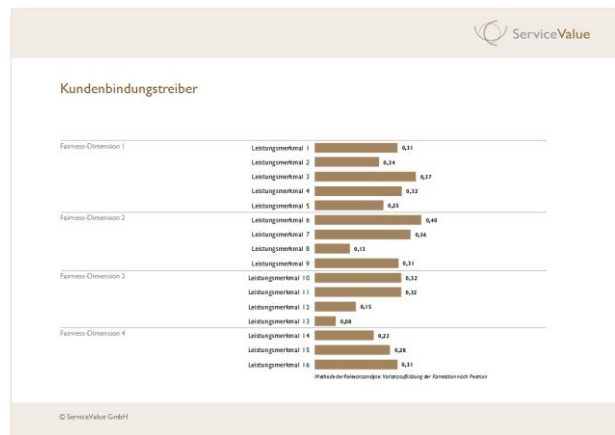 ServiceValue
Kundenbindungstreiber
Fairness-Dimension 1
Leistungsmerkmal 1 0,31
Leistungsmerkmal 2 0,24
Leistungsmerkmal 3 0,37
Leistungsmerkmal 4 0,32
Leistungsmerkmal 5 0,25
Fairness-Dimension 2
Leistungsmerkmal 6 0,40
Leistungsmerkmal 7 0,36
Leistungsmerkmal 8 0,13
Leistungsmerkmal 9 0,31
Fairness-Dimension 3
Leistungsmerkmal 10 0,32
Leistungsmerkmal 11 0,32
Leistungsmerkmal 12 0,15
Leistungsmerkmal 13 0,08
Fairness-Dimension 4
Leistungsmerkmal 14 0,22
Leistungsmerkmal 15 0,28
Leistungsmerkmal 16 0,31
Methode der Relevanzanalyse: Varianzaufklärung der Korrelation nach Pearson
© ServiceValue GmbH